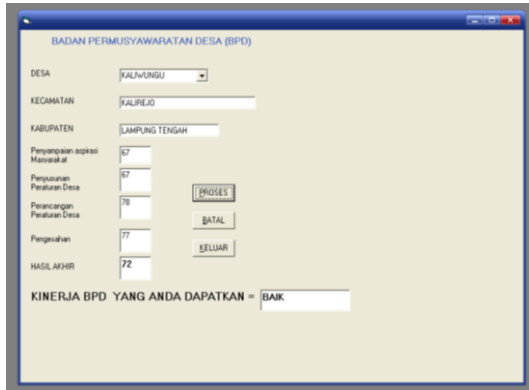 BADAN PERMUSYAWARATAN DESA (BPD)
DESA KALIWUNGU
KECAMATAN KALIREJO
KABUPATEN LAMPUNG TENGAH
Penyampaian aspirasi Masyarakat 67
Penyusunan Peraturan Desa 67
PROSES
Perancangan Peraturan Desa 78
BATAL
Pengesahan 77
KELUAR
HASIL AKHIR 72
KINERJA BPD YANG ANDA DAPATKAN = BAIK